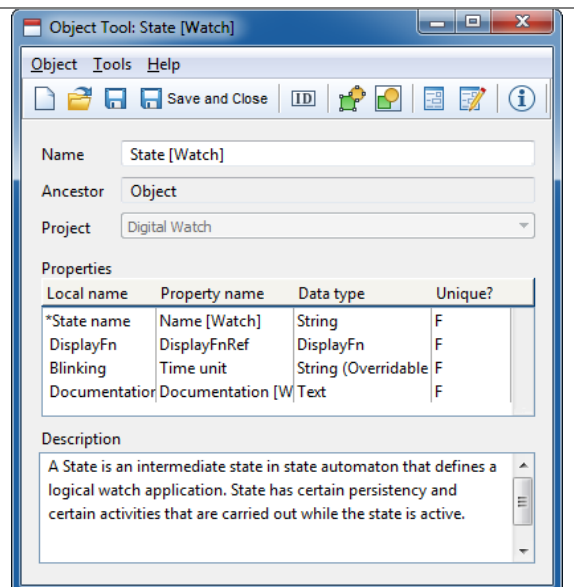 Object Tool: State [Watch]
Object Tools Help
Save and Close ID
Name State [Watch]
Ancestor Object
Project Digital Watch
Properties
Local name Property name Data type Unique?
*State name Name [Watch] String F
DisplayFn DisplayFnRef DisplayFn F
Blinking Time unit String (Overridable F
Documentation Documentation [W Text F
Description
A State is an intermediate state in state automaton that defines a
logical watch application. State has certain persistency and
certain activities that are carried out while the state is active.